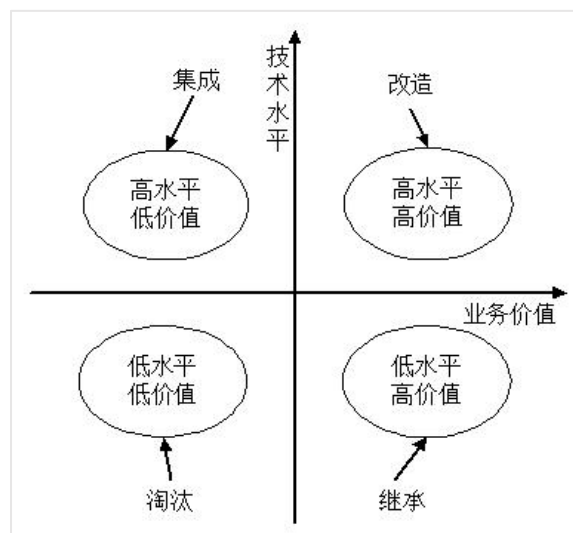 集成
技术水平
改造
高水平
低价值
高水平
高价值
业务价值
低水平
低价值
低水平
高价值
淘汰
继承